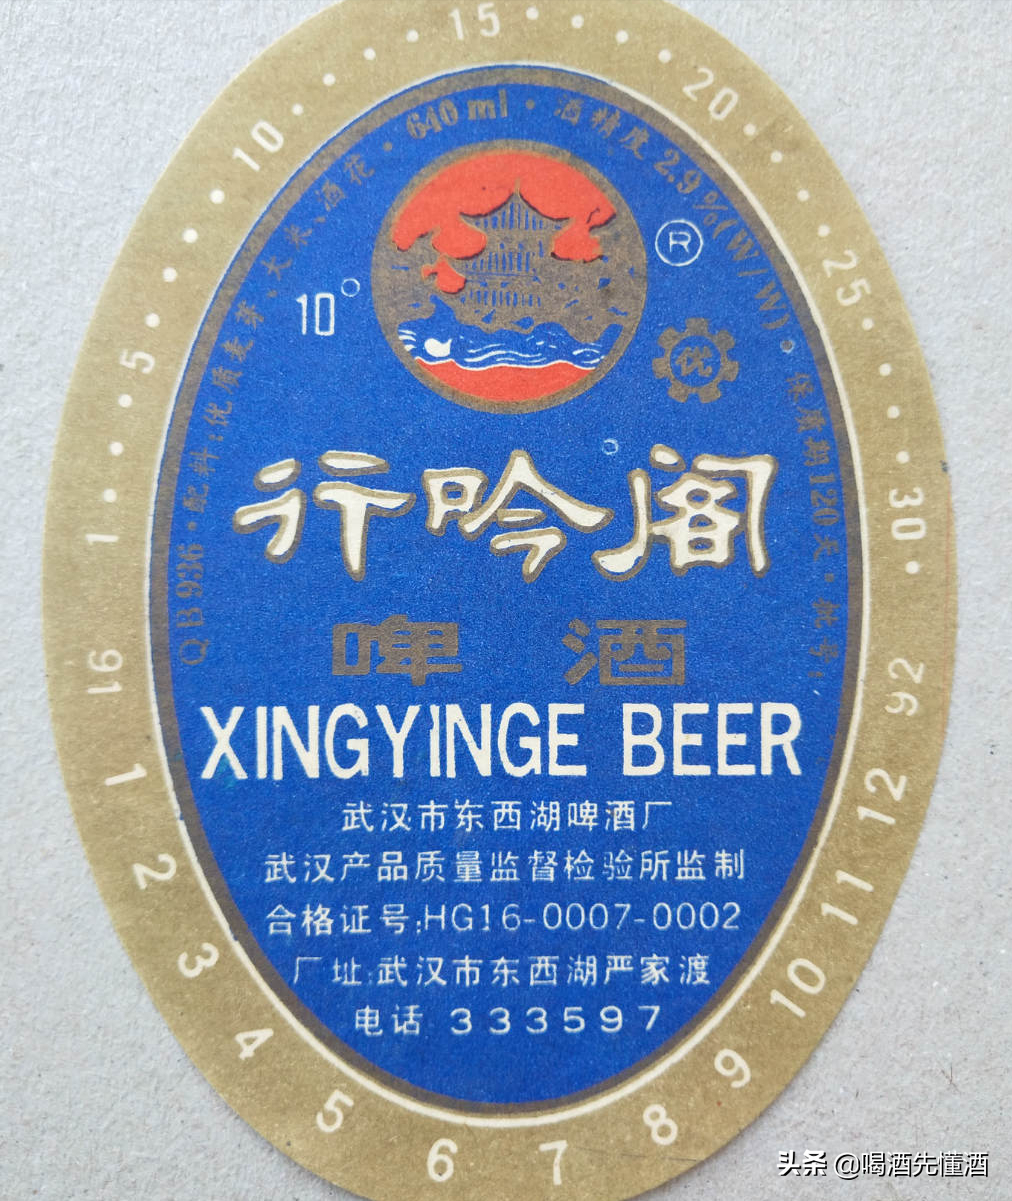 QB 936·配料:优质麦芽、大米、酒花·640 ml·酒精度 2.9%(W/W)·保质期120天·批号:
10°
R
优
行吟阁
啤酒
XINGYINGE BEER
武汉市东西湖啤酒厂
武汉产品质量监督检验所监制
合格证号:HG16-0007-0002
厂址:武汉市东西湖严家渡
电话 333597
1 · · · 5 · · · · 10 · · · · 15 · · · · 20 · · · · 25 · · · · 30 ·
91 1 2 3 4 5 6 7 8 9 10 11 12 92
头条 @喝酒先懂酒